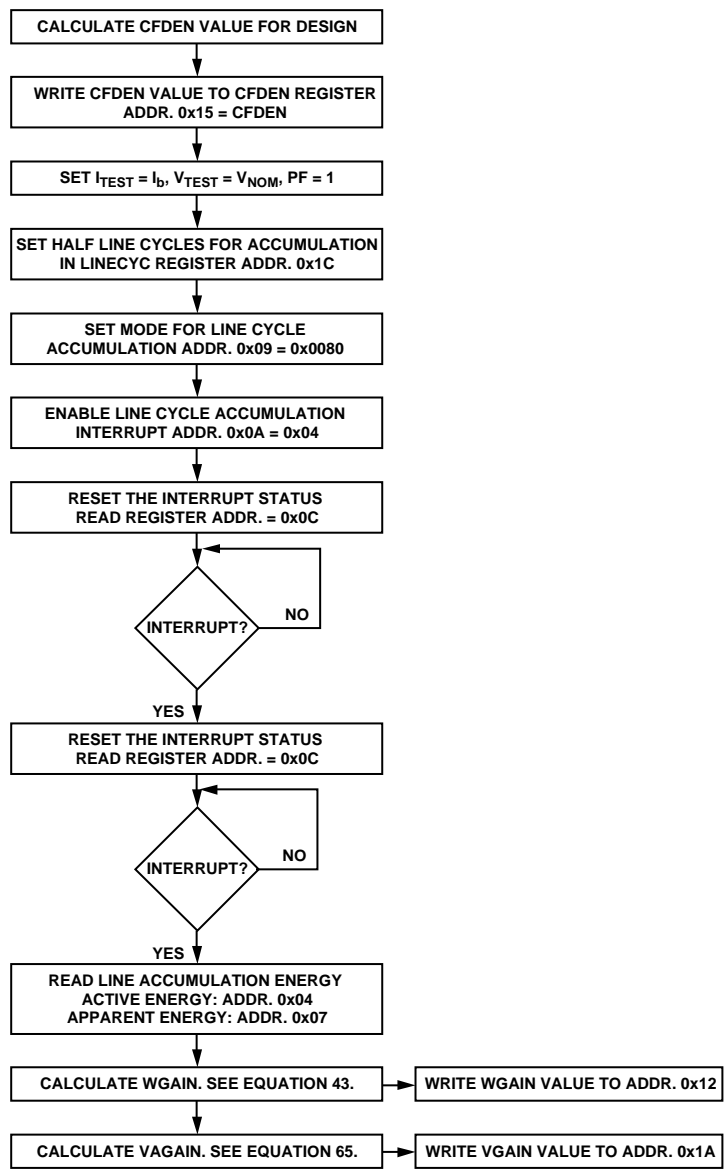 CALCULATE CFDEN VALUE FOR DESIGN
WRITE CFDEN VALUE TO CFDEN REGISTER
ADDR. 0x15 = CFDEN
SET ITEST = Ib, VTEST = VNOM, PF = 1
SET HALF LINE CYCLES FOR ACCUMULATION
IN LINECYC REGISTER ADDR. 0x1C
SET MODE FOR LINE CYCLE
ACCUMULATION ADDR. 0x09 = 0x0080
ENABLE LINE CYCLE ACCUMULATION
INTERRUPT ADDR. 0x0A = 0x04
RESET THE INTERRUPT STATUS
READ REGISTER ADDR. = 0x0C
INTERRUPT?
NO
YES
RESET THE INTERRUPT STATUS
READ REGISTER ADDR. = 0x0C
INTERRUPT?
NO
YES
READ LINE ACCUMULATION ENERGY
ACTIVE ENERGY: ADDR. 0x04
APPARENT ENERGY: ADDR. 0x07
CALCULATE WGAIN. SEE EQUATION 43.
WRITE WGAIN VALUE TO ADDR. 0x12
CALCULATE VAGAIN. SEE EQUATION 65.
WRITE VGAIN VALUE TO ADDR. 0x1A